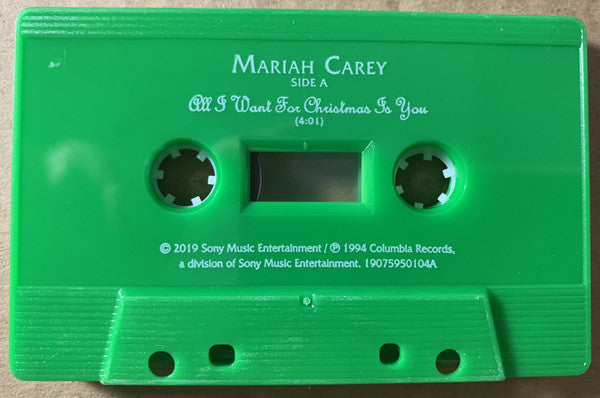 MARIAH CAREY
SIDE A
All I Want For Christmas Is You
(4:01)
© 2019 Sony Music Entertainment / ℗ 1994 Columbia Records,
a division of Sony Music Entertainment. 19075950104A